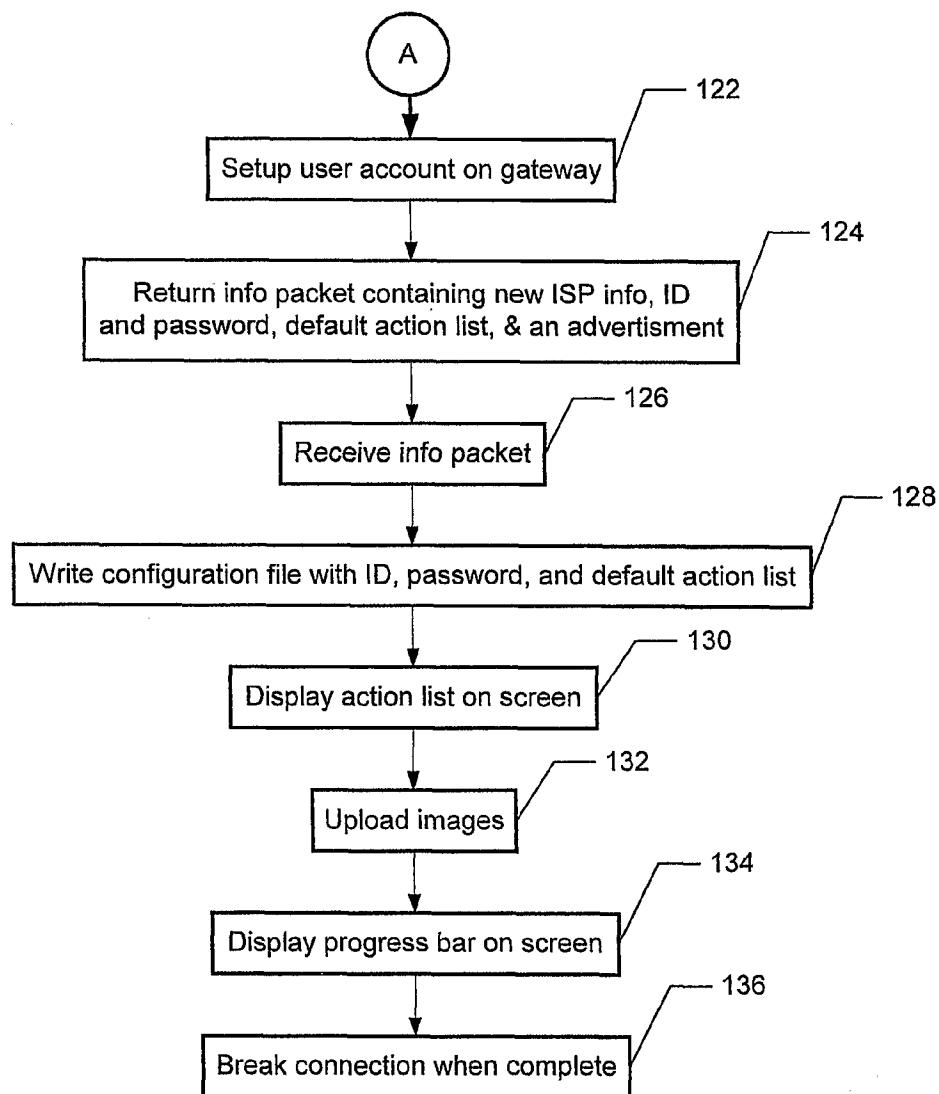 A
122
Setup user account on gateway
124
Return info packet containing new ISP info, ID
and password, default action list, & an advertisment
126
Receive info packet
128
Write configuration file with ID, password, and default action list
130
Display action list on screen
132
Upload images
134
Display progress bar on screen
136
Break connection when complete